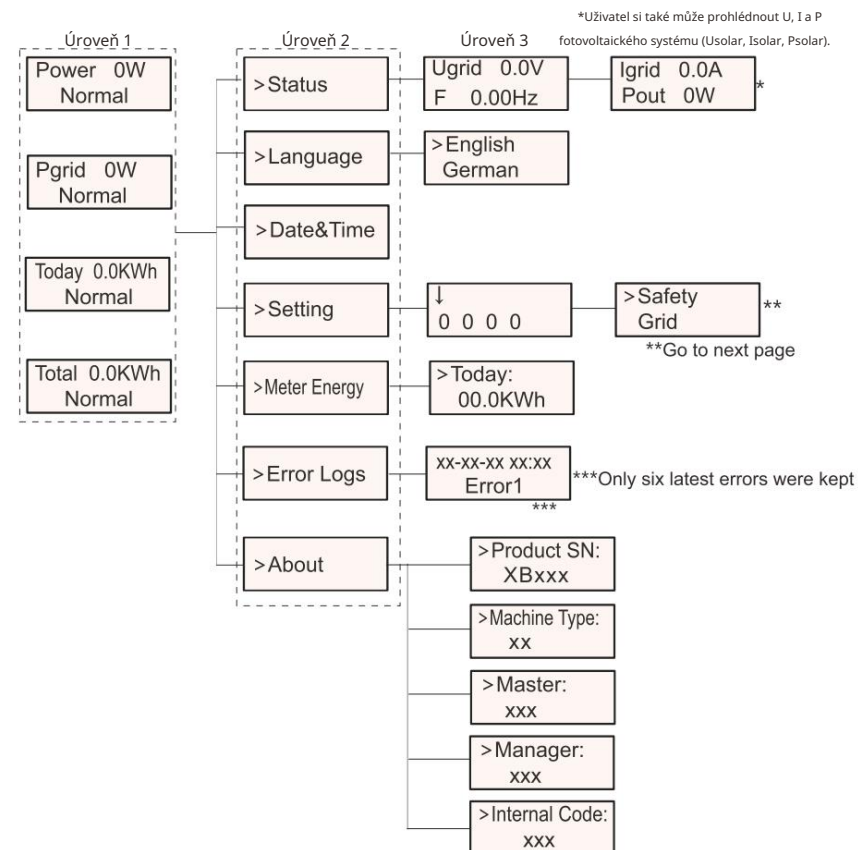 *Uživatel si také může prohlédnout U, I a P
fotovoltaického systému (Usolar, Isolar, Psolar).
Úroveň 1
Úroveň 2
Úroveň 3
Power 0W
Normal
Pgrid 0W
Normal
Today 0.0KWh
Normal
Total 0.0KWh
Normal
>Status
Ugrid 0.0V
F 0.00Hz
Igrid 0.0A
Pout 0W
*
>Language
>English
German
>Date&Time
>Setting
↓
0 0 0 0
>Safety
Grid
**
**Go to next page
>Meter Energy
>Today:
00.0KWh
>Error Logs
xx-xx-xx xx:xx
Error1
***
***Only six latest errors were kept
>About
>Product SN:
XBxxx
>Machine Type:
xx
>Master:
xxx
>Manager:
xxx
>Internal Code:
xxx